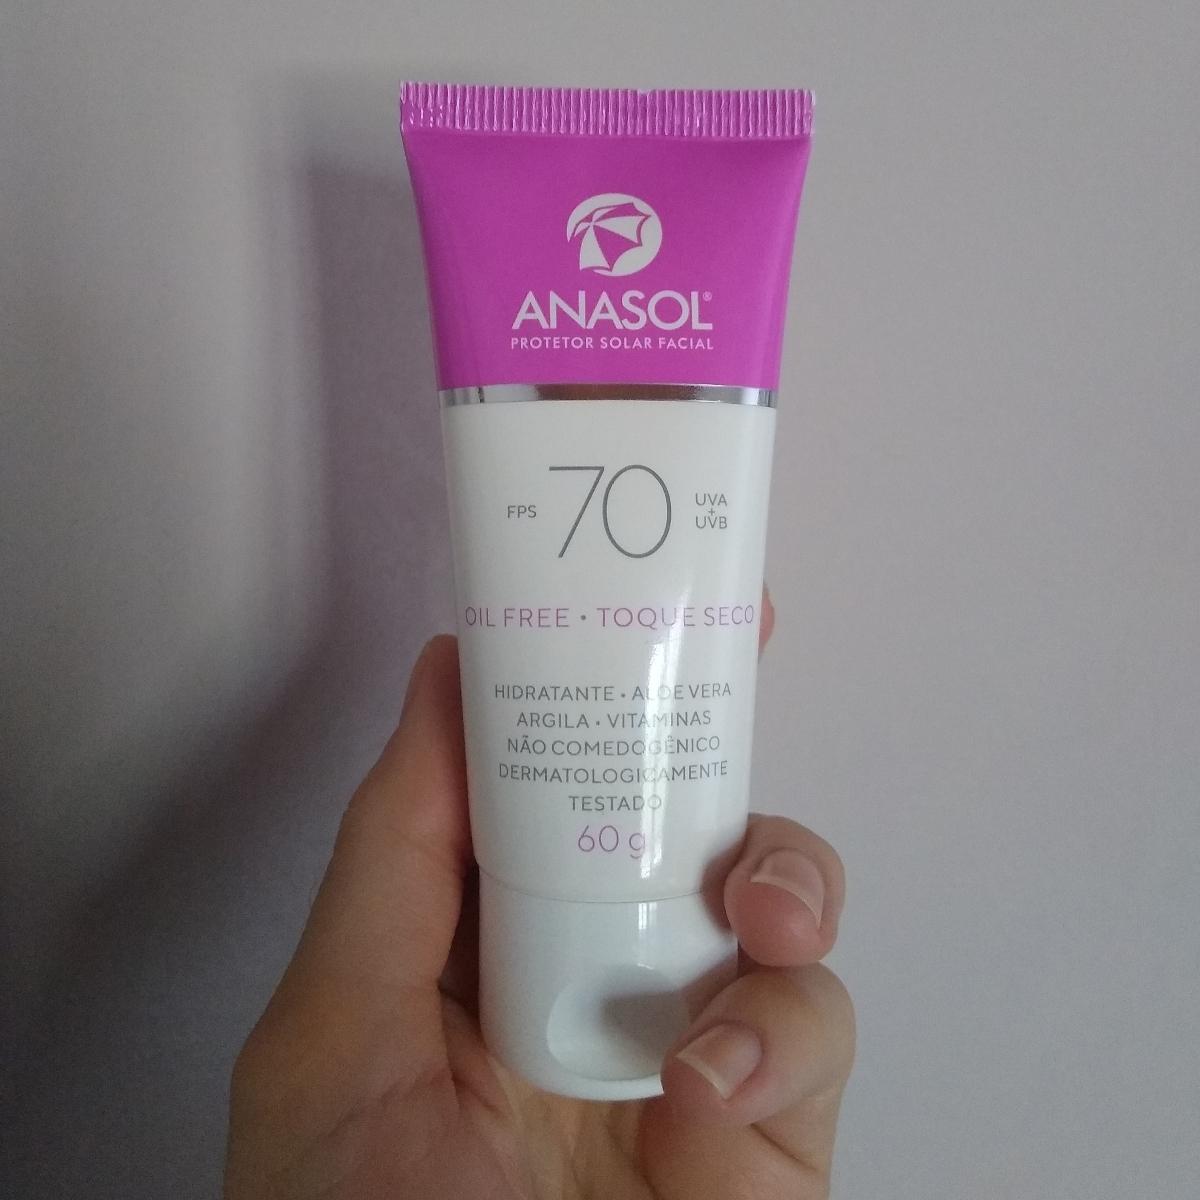 ANASOL®
PROTETOR SOLAR FACIAL
FPS 70 UVA + UVB
OIL FREE • TOQUE SECO
HIDRATANTE • ALOE VERA
ARGILA • VITAMINAS
NÃO COMEDOGÊNICO
DERMATOLOGICAMENTE
TESTADO
60 g